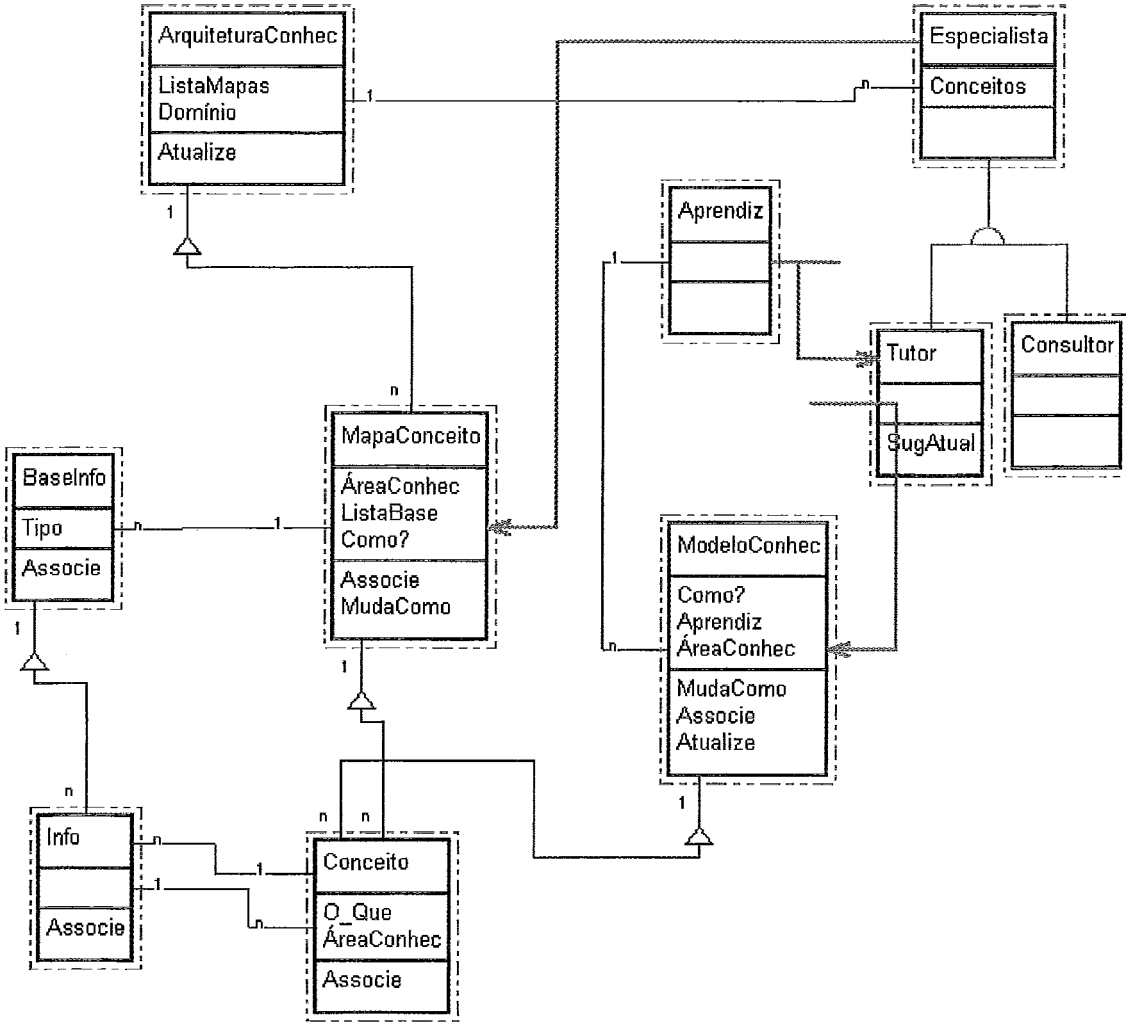 ArquiteturaConhec
ListaMapas
Domínio
Atualize
1
Especialista
Conceitos
n
1
Aprendiz
1
Tutor
SugAtual
Consultor
n
MapaConceito
ÁreaConhec
ListaBase
Como?
Associe
MudaComo
BaseInfo
Tipo
Associe
n
1
ModeloConhec
Como?
Aprendiz
ÁreaConhec
MudaComo
Associe
Atualize
n
1
1
1
n
n
n
Info
Associe
n
1
1
n
Conceito
O_Que
ÁreaConhec
Associe